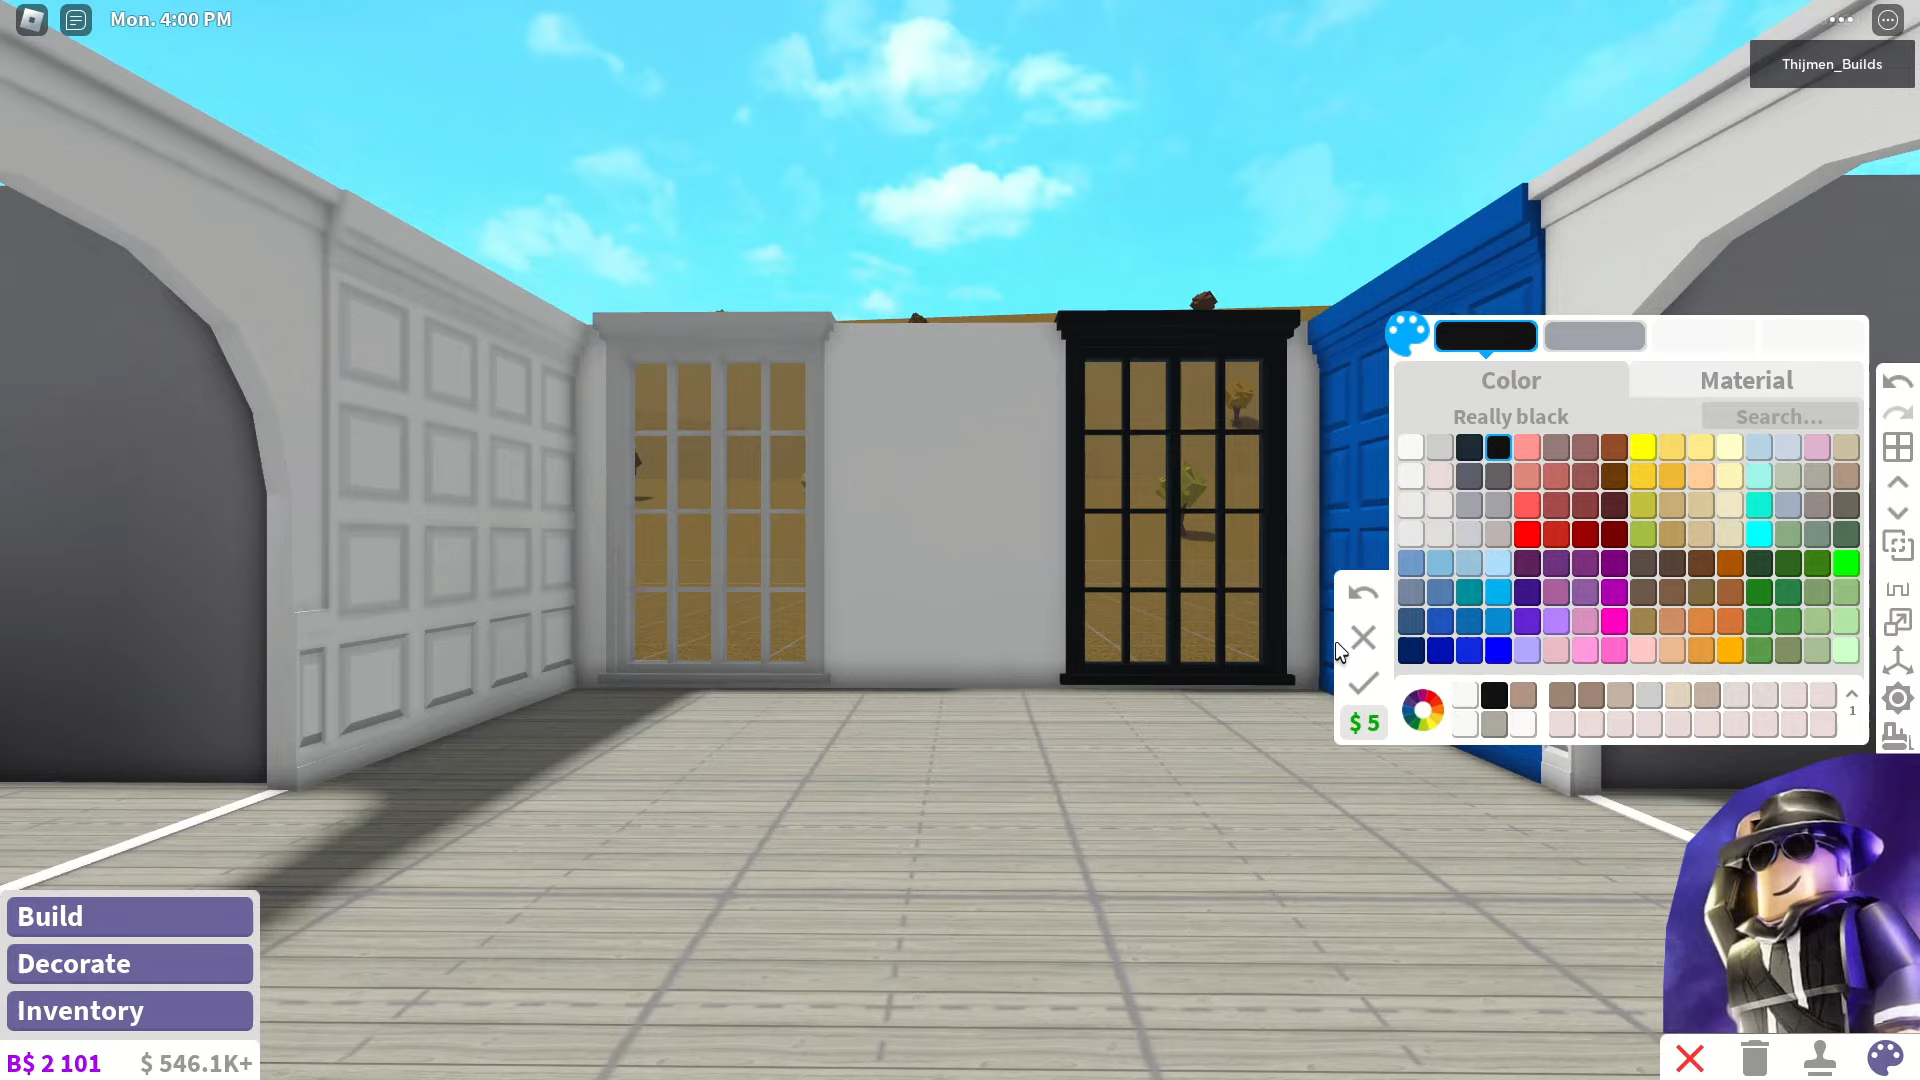 Mon. 4:00 PM
Thijmen_Builds
Color
Material
Really black
Search...
$ 5
1
Build
Decorate
Inventory
B$ 2 101
$ 546.1K+